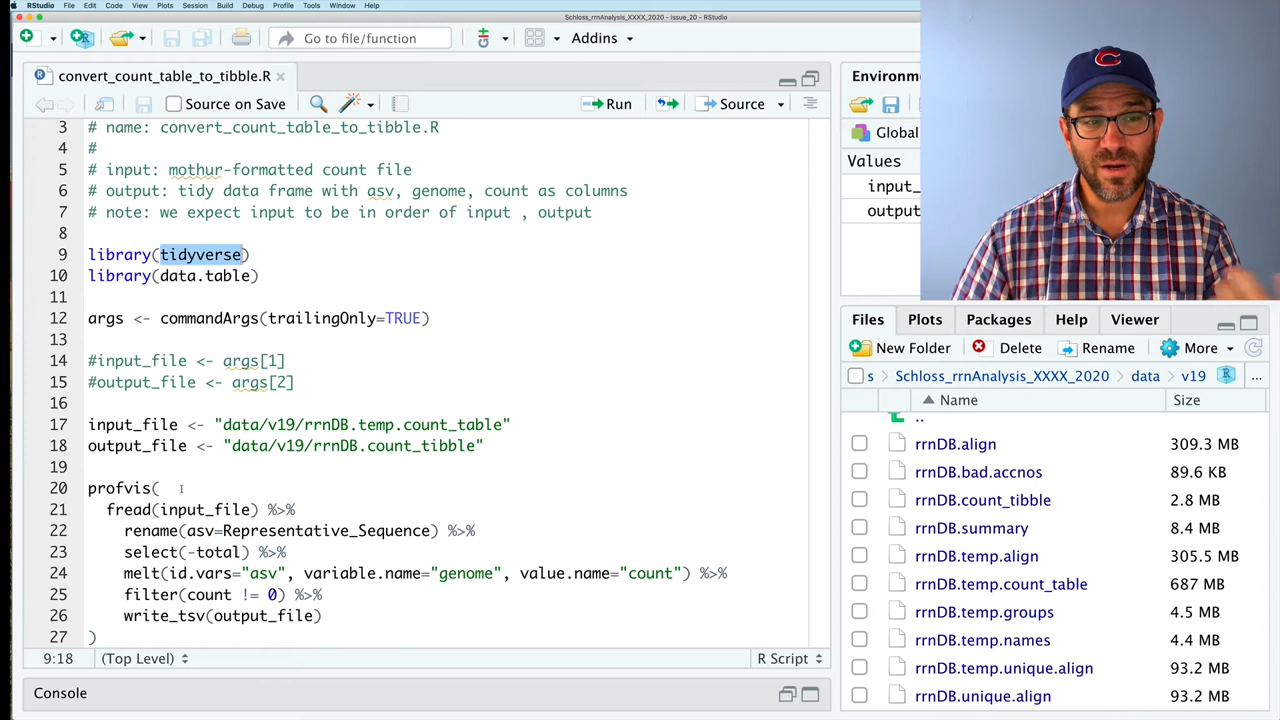 RStudio File Edit Code View Plots Session Build Debug Profile Tools Window Help
Schloss_rrnAnalysis_XXXX_2020 - issue_20 - RStudio
Go to file/function
Addins
convert_count_table_to_tibble.R
Source on Save
Run
Source
3 # name: convert_count_table_to_tibble.R
4 #
5 # input: mothur-formatted count file
6 # output: tidy data frame with asv, genome, count as columns
7 # note: we expect input to be in order of input , output
8
9 library(tidyverse)
10 library(data.table)
11
12 args <- commandArgs(trailingOnly=TRUE)
13
14 #input_file <- args[1]
15 #output_file <- args[2]
16
17 input_file <- "data/v19/rrnDB.temp.count_table"
18 output_file <- "data/v19/rrnDB.count_tibble"
19
20 profvis(
21 fread(input_file) %>%
22 rename(asv=Representative_Sequence) %>%
23 select(-total) %>%
24 melt(id.vars="asv", variable.name="genome", value.name="count") %>%
25 filter(count != 0) %>%
26 write_tsv(output_file)
27 )
9:18 (Top Level) R Script
Console
Environm
Global
Values
input_
output
C
Files Plots Packages Help Viewer
New Folder Delete Rename More
s Schloss_rrnAnalysis_XXXX_2020 data v19 ...
Name Size
..
rrnDB.align 309.3 MB
rrnDB.bad.accnos 89.6 KB
rrnDB.count_tibble 2.8 MB
rrnDB.summary 8.4 MB
rrnDB.temp.align 305.5 MB
rrnDB.temp.count_table 687 MB
rrnDB.temp.groups 4.5 MB
rrnDB.temp.names 4.4 MB
rrnDB.temp.unique.align 93.2 MB
rrnDB.unique.align 93.2 MB